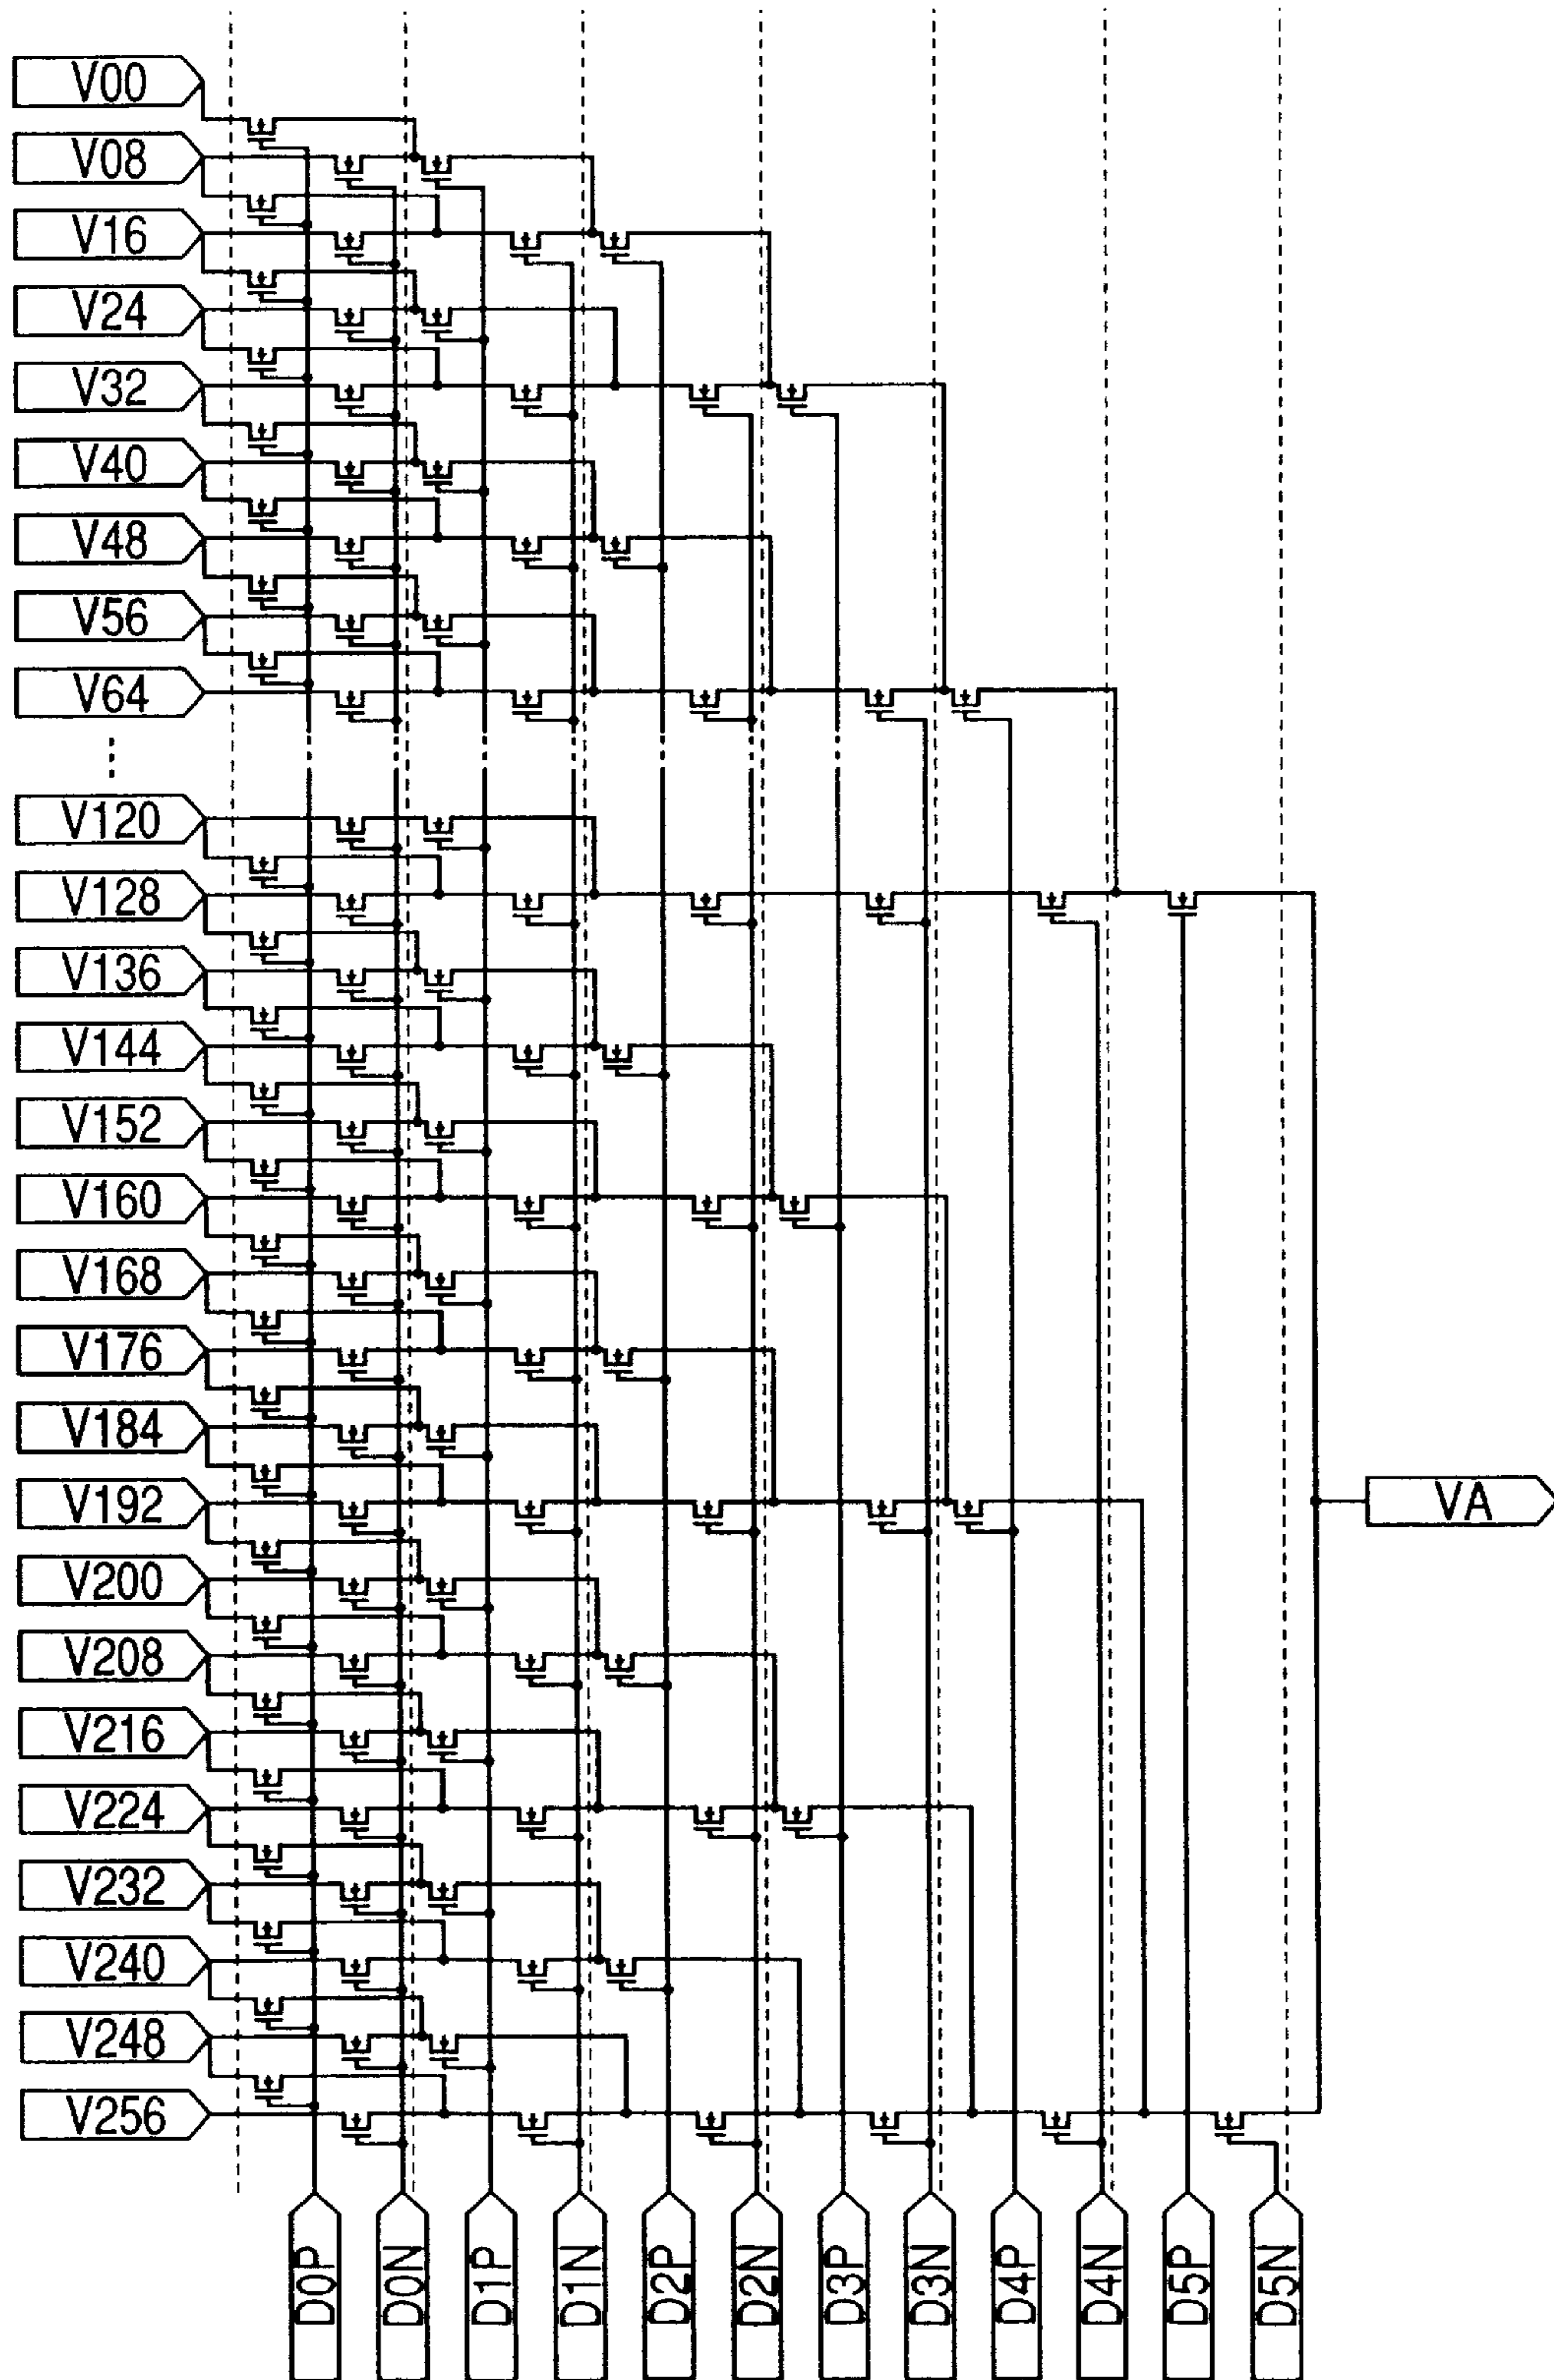 V00
V08
V16
V24
V32
V40
V48
V56
V64
V120
V128
V136
V144
V152
V160
V168
V176
V184
V192
VA
V200
V208
V216
V224
V232
V240
V248
V256
D0P
D0N
D1P
D1N
D2P
D2N
D3P
D3N
D4P
D4N
D5P
D5N